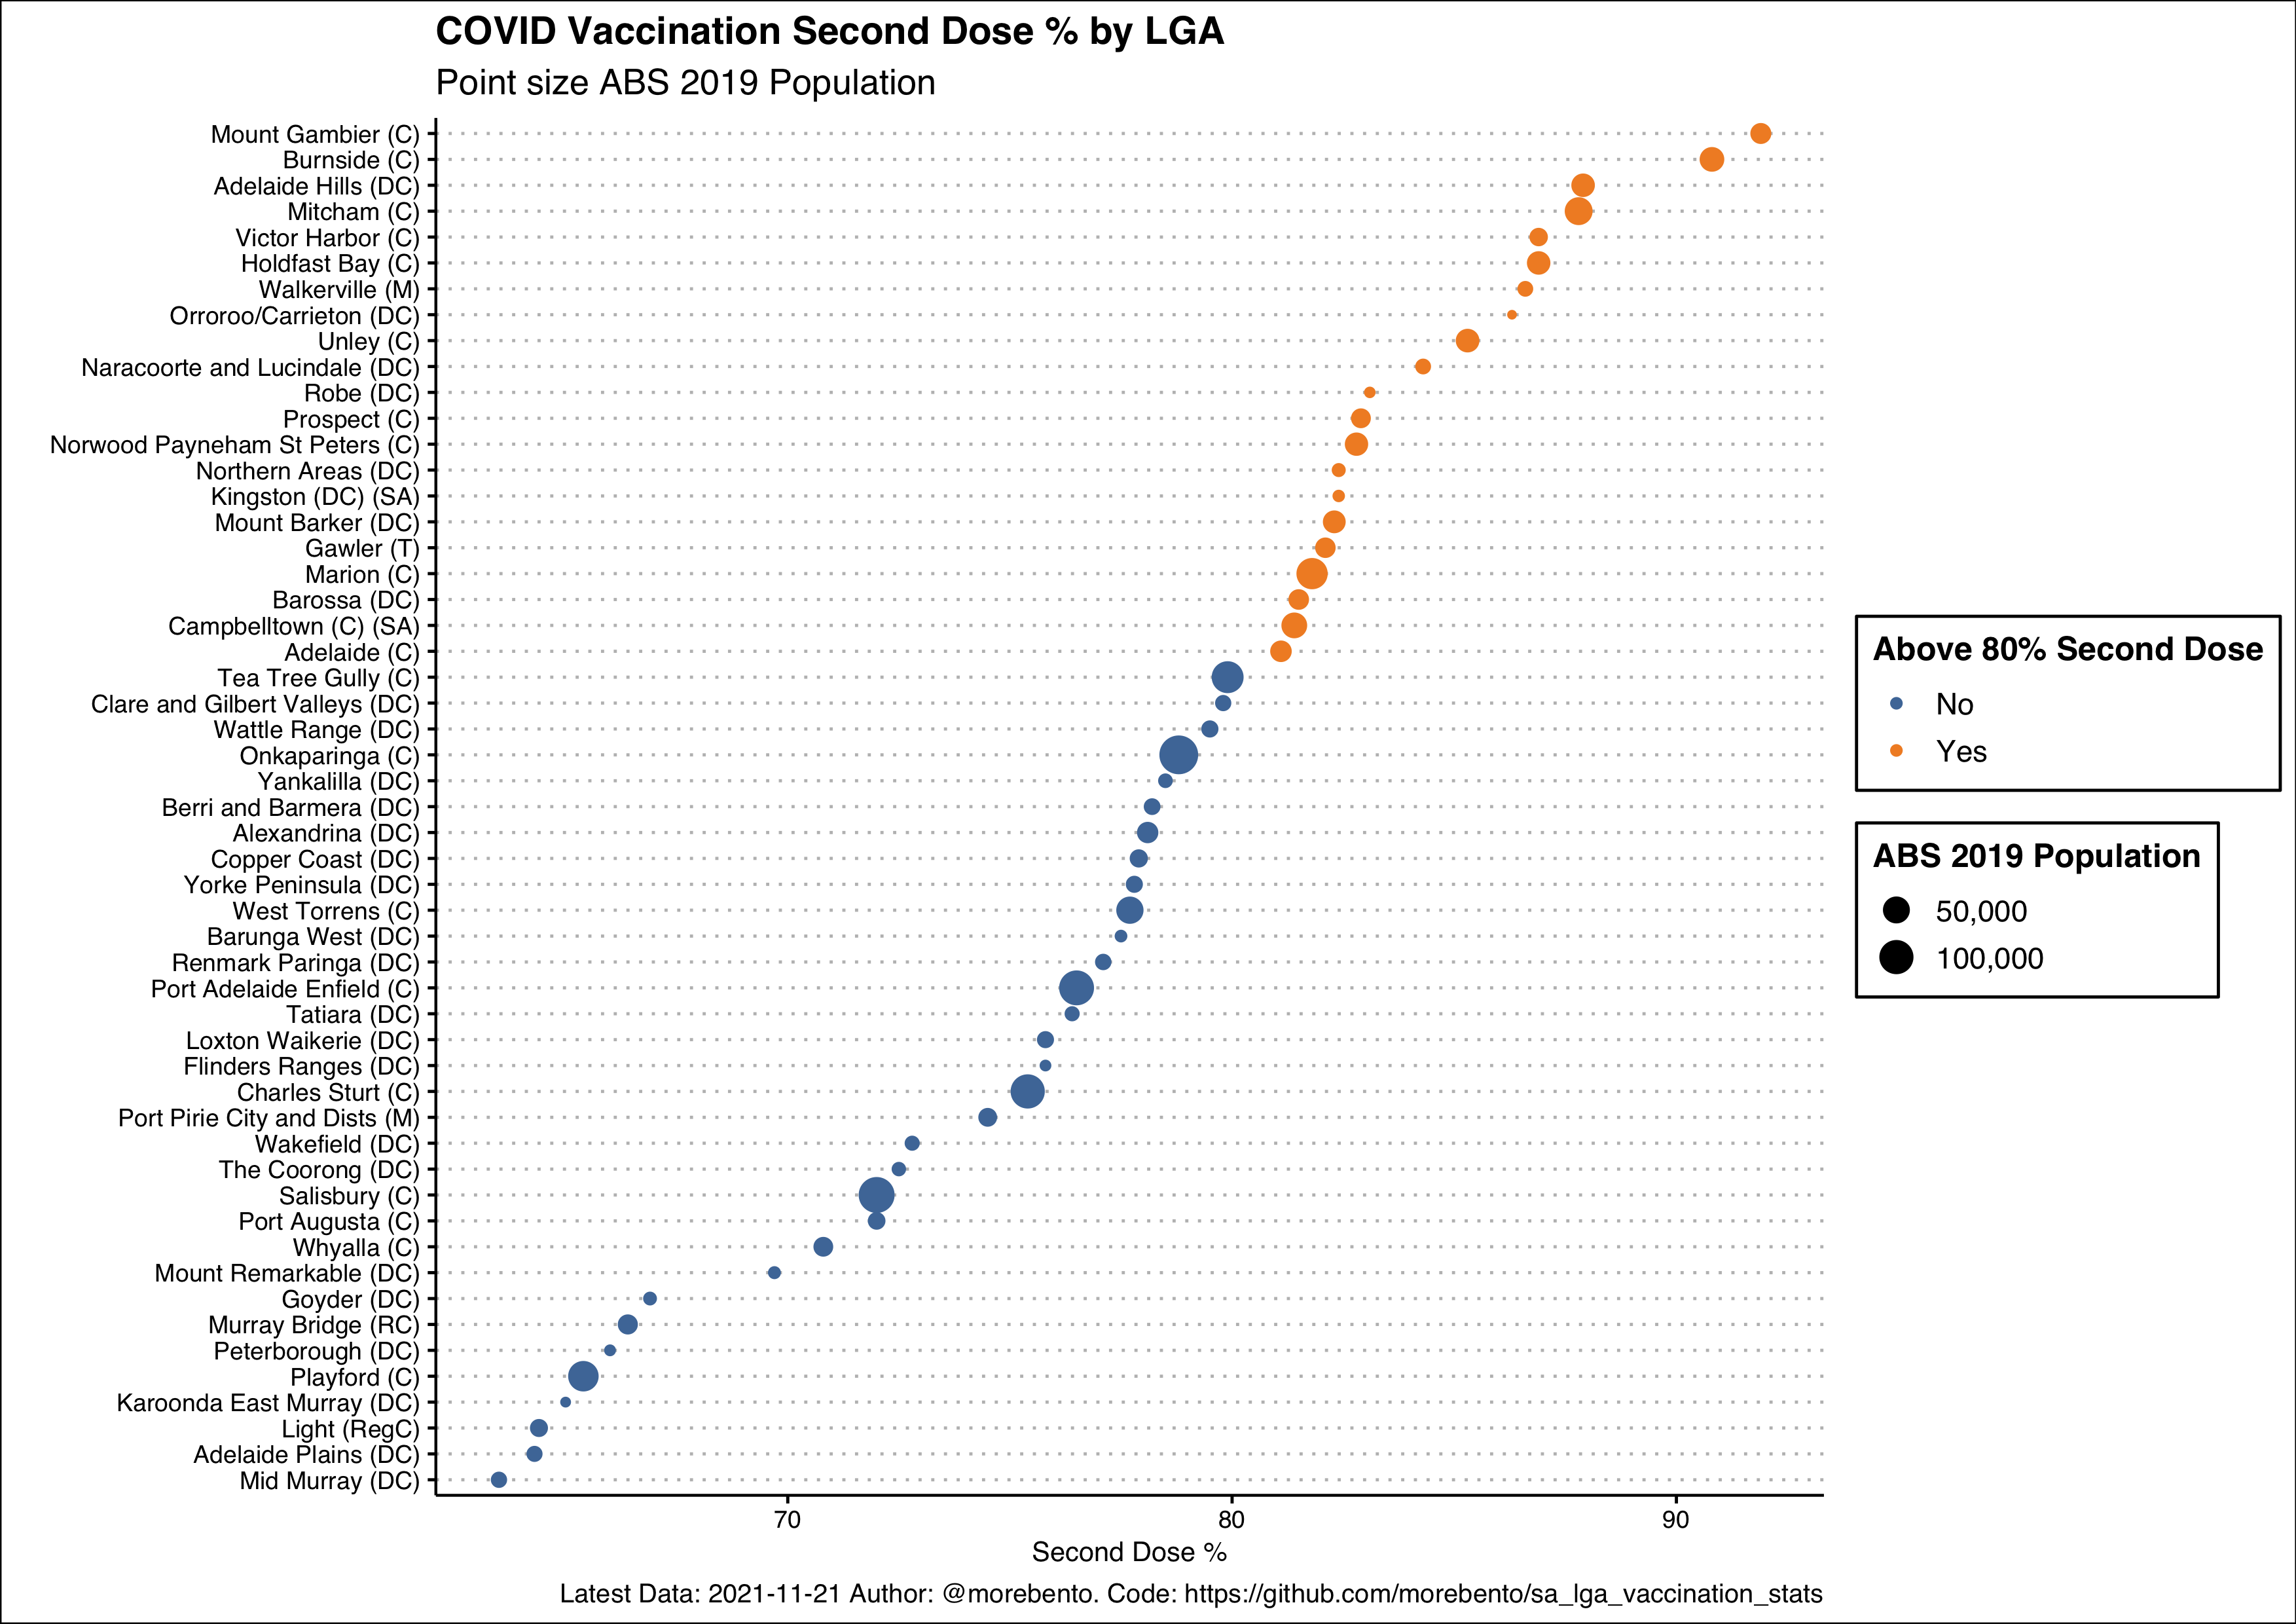 COVID Vaccination Second Dose % by LGA
Point size ABS 2019 Population
Mount Gambier (C)
Burnside (C)
Adelaide Hills (DC)
Mitcham (C)
Victor Harbor (C)
Holdfast Bay (C)
Walkerville (M)
Orroroo/Carrieton (DC)
Unley (C)
Naracoorte and Lucindale (DC)
Robe (DC)
Prospect (C)
Norwood Payneham St Peters (C)
Northern Areas (DC)
Kingston (DC) (SA)
Mount Barker (DC)
Gawler (T)
Marion (C)
Barossa (DC)
Campbelltown (C) (SA)
Adelaide (C)
Tea Tree Gully (C)
Clare and Gilbert Valleys (DC)
Wattle Range (DC)
Onkaparinga (C)
Yankalilla (DC)
Berri and Barmera (DC)
Alexandrina (DC)
Copper Coast (DC)
Yorke Peninsula (DC)
West Torrens (C)
Barunga West (DC)
Renmark Paringa (DC)
Port Adelaide Enfield (C)
Tatiara (DC)
Loxton Waikerie (DC)
Flinders Ranges (DC)
Charles Sturt (C)
Port Pirie City and Dists (M)
Wakefield (DC)
The Coorong (DC)
Salisbury (C)
Port Augusta (C)
Whyalla (C)
Mount Remarkable (DC)
Goyder (DC)
Murray Bridge (RC)
Peterborough (DC)
Playford (C)
Karoonda East Murray (DC)
Light (RegC)
Adelaide Plains (DC)
Mid Murray (DC)
70 80 90
Second Dose %
Above 80% Second Dose
No
Yes
ABS 2019 Population
50,000
100,000
Latest Data: 2021-11-21 Author: @morebento. Code: https://github.com/morebento/sa_lga_vaccination_stats